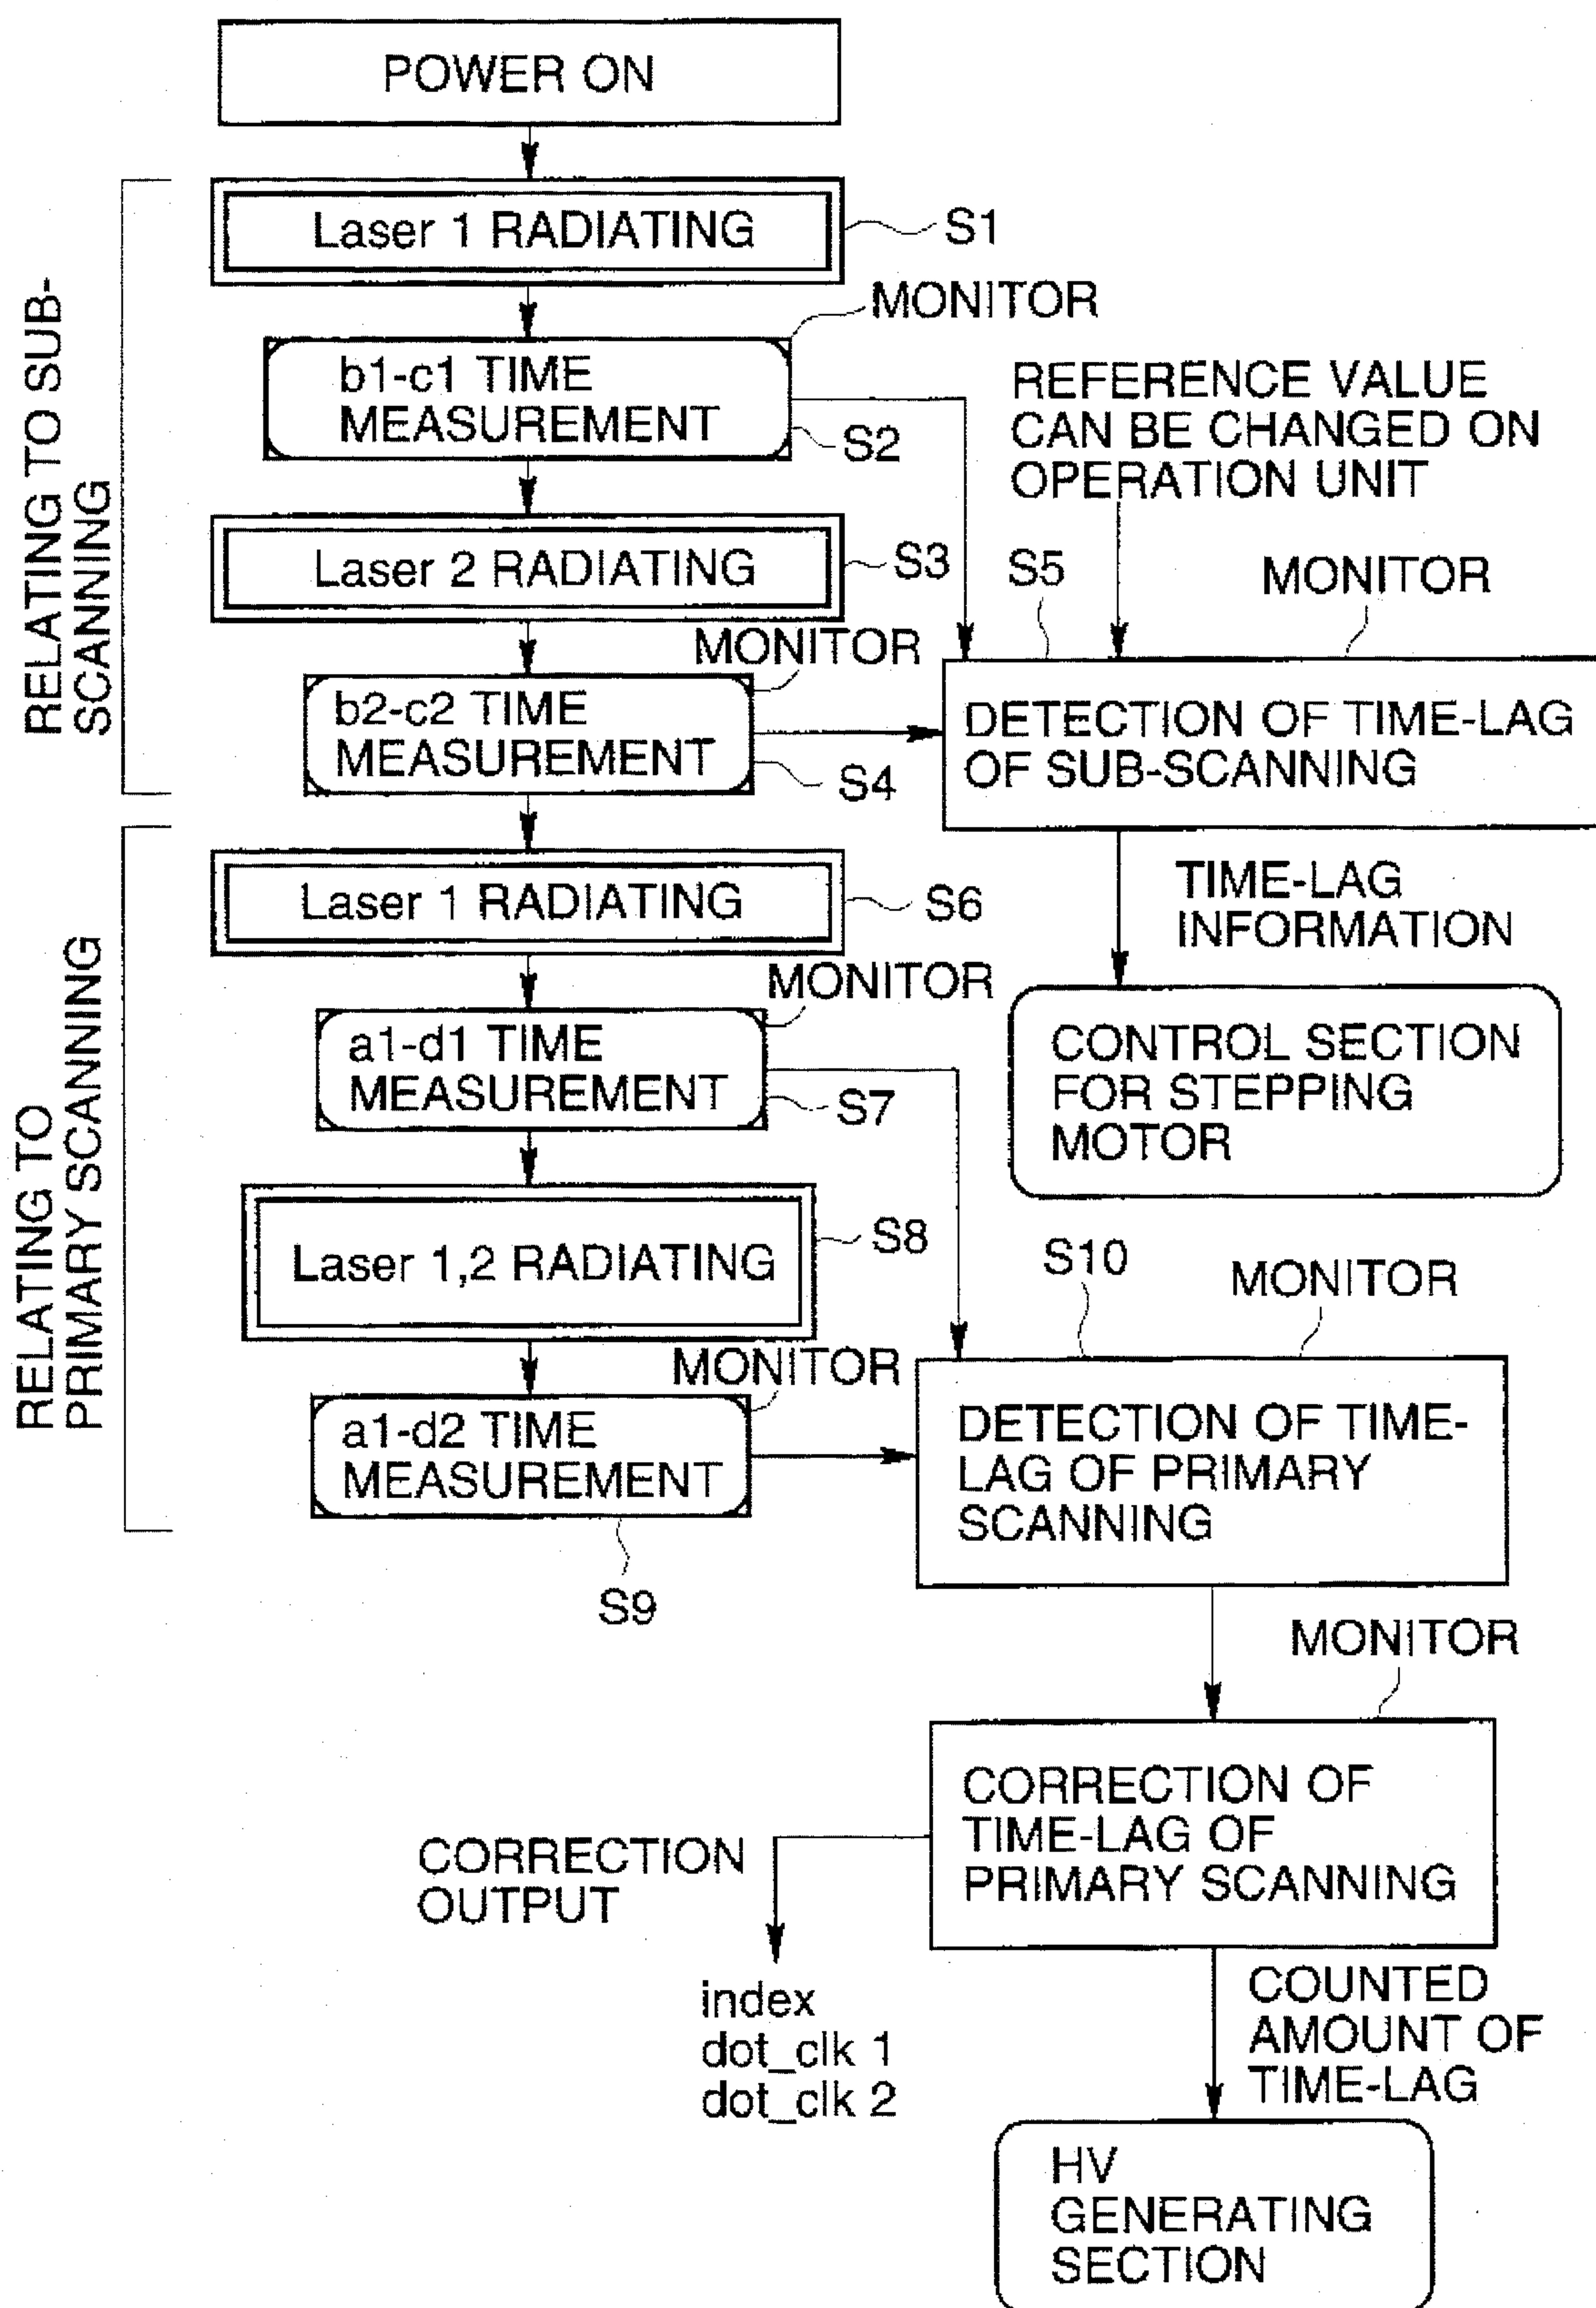 POWER ON
RELATING TO SUB-
SCANNING
Laser 1 RADIATING
S1
MONITOR
b1-c1 TIME
MEASUREMENT
S2
REFERENCE VALUE
CAN BE CHANGED ON
OPERATION UNIT
Laser 2 RADIATING
S3
S5
MONITOR
MONITOR
b2-c2 TIME
MEASUREMENT
S4
DETECTION OF TIME-LAG
OF SUB-SCANNING
RELATING TO
PRIMARY SCANNING
Laser 1 RADIATING
S6
TIME-LAG
INFORMATION
MONITOR
a1-d1 TIME
MEASUREMENT
S7
CONTROL SECTION
FOR STEPPING
MOTOR
Laser 1,2 RADIATING
S8
S10
MONITOR
MONITOR
a1-d2 TIME
MEASUREMENT
S9
DETECTION OF TIME-
LAG OF PRIMARY
SCANNING
MONITOR
CORRECTION OF
TIME-LAG OF
PRIMARY SCANNING
CORRECTION
OUTPUT
index
dot_clk 1
dot_clk 2
COUNTED
AMOUNT OF
TIME-LAG
HV
GENERATING
SECTION